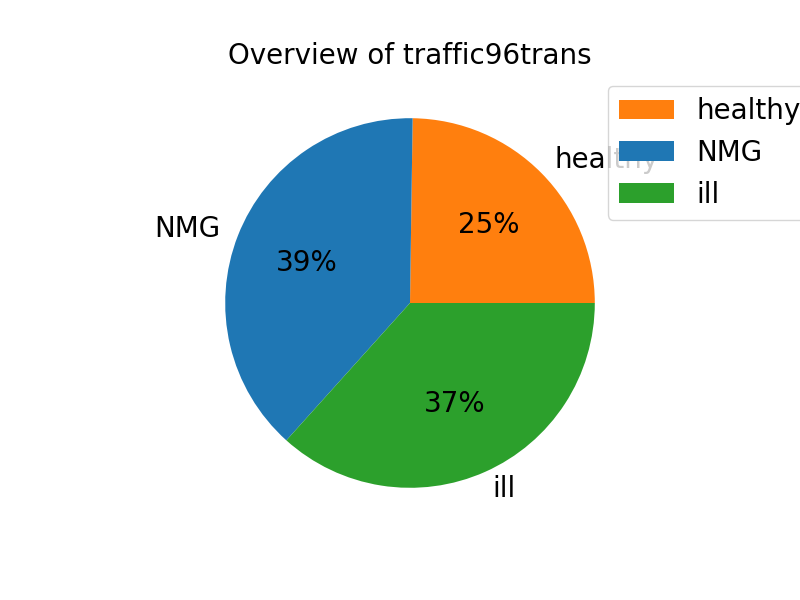 Overview of traffic96trans
healthy
NMG
ill
healthy
25%
NMG
39%
37%
ill